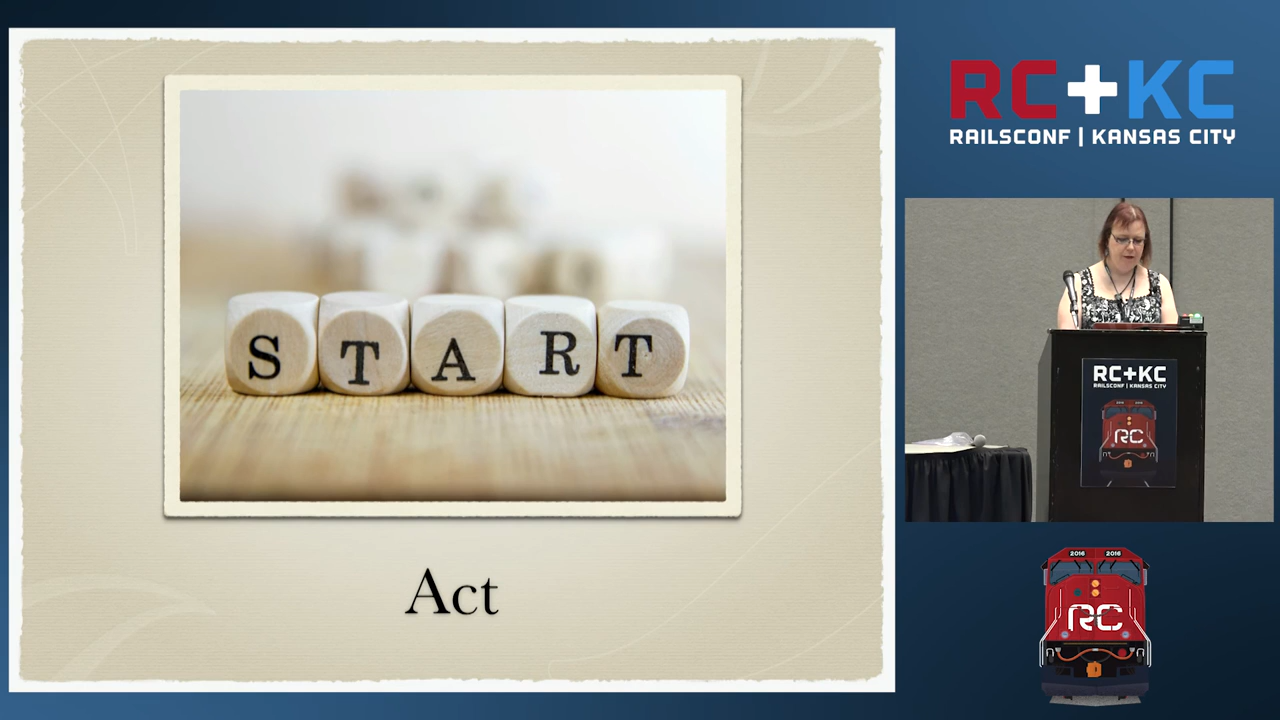 START
Act
RC+KC
RAILSCONF | KANSAS CITY
RC+KC
RAILSCONF | KANSAS CITY
RC
2016 2016
RC